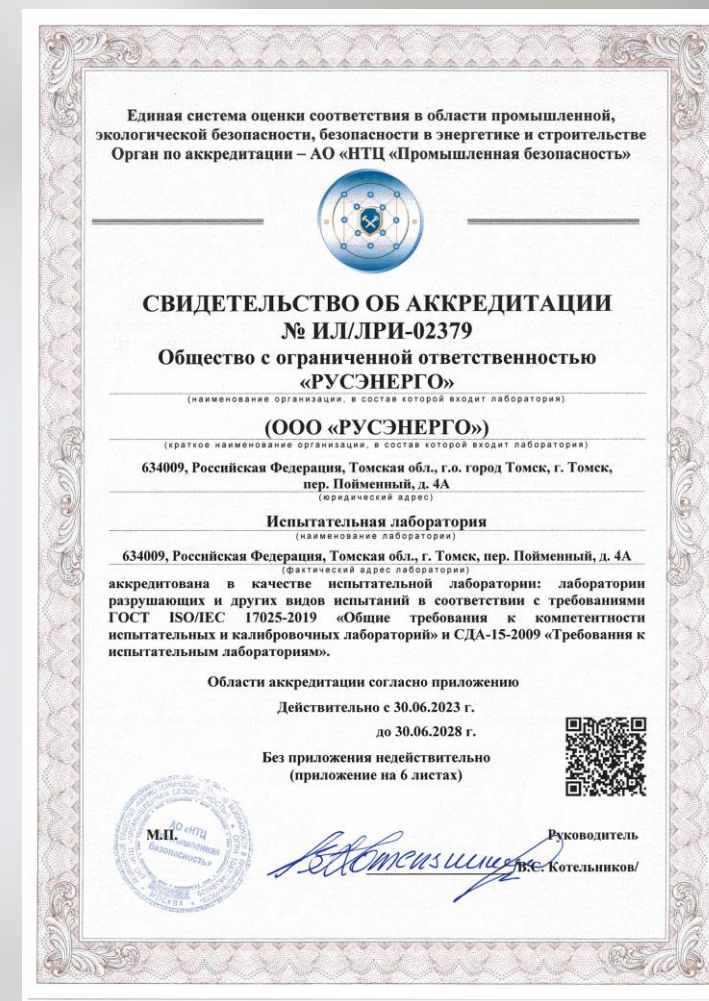 Единая система оценки соответствия в области промышленной,
экологической безопасности, безопасности в энергетике и строительстве
Орган по аккредитации – АО «НТЦ «Промышленная безопасность»
СВИДЕТЕЛЬСТВО ОБ АККРЕДИТАЦИИ
№ ИЛ/ЛРИ-02379
Общество с ограниченной ответственностью
«РУСЭНЕРГО»
(наименование организации, в состав которой входит лаборатория)
(ООО «РУСЭНЕРГО»)
(краткое наименование организации, в состав которой входит лаборатория)
634009, Российская Федерация, Томская обл., г.о. город Томск, г. Томск,
пер. Пойменный, д. 4А
(юридический адрес)
Испытательная лаборатория
(наименование лаборатории)
634009, Российская Федерация, Томская обл., г. Томск, пер. Пойменный, д. 4А
(фактический адрес лаборатории)
аккредитована в качестве испытательной лаборатории: лаборатории
разрушающих и других видов испытаний в соответствии с требованиями
ГОСТ ISO/IEC 17025-2019 «Общие требования к компетентности
испытательных и калибровочных лабораторий» и СДА-15-2009 «Требования к
испытательным лабораториям».
Области аккредитации согласно приложению
Действительно с 30.06.2023 г.
до 30.06.2028 г.
Без приложения недействительно
(приложение на 6 листах)
М.П.
АО «НТЦ
«Промышленная
безопасность»
МОСКВА
Руководитель
В.С. Котельников/